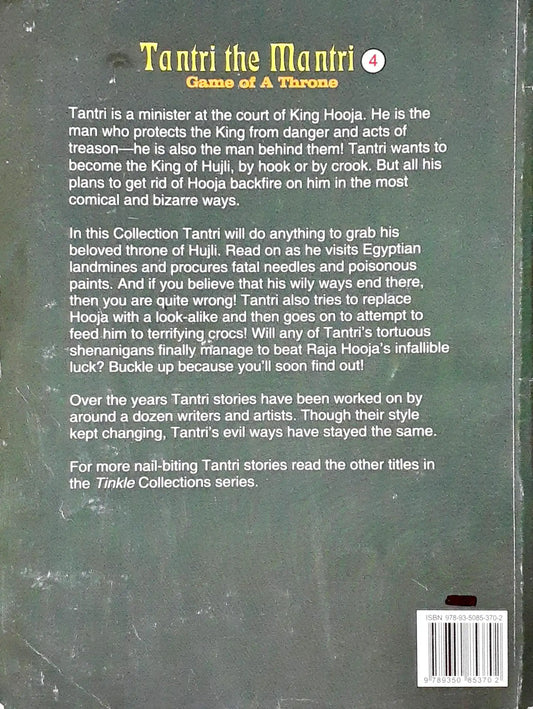 Tantri the Mantri 4
Game of A Throne
Tantri is a minister at the court of King Hooja. He is the
man who protects the King from danger and acts of
treason—he is also the man behind them! Tantri wants to
become the King of Hujli, by hook or by crook. But all his
plans to get rid of Hooja backfire on him in the most
comical and bizarre ways.
In this Collection Tantri will do anything to grab his
beloved throne of Hujli. Read on as he visits Egyptian
landmines and procures fatal needles and poisonous
paints. And if you believe that his wily ways end there,
then you are quite wrong! Tantri also tries to replace
Hooja with a look-alike and then goes on to attempt to
feed him to terrifying crocs! Will any of Tantri's tortuous
shenanigans finally manage to beat Raja Hooja's infallible
luck? Buckle up because you'll soon find out!
Over the years Tantri stories have been worked on by
around a dozen writers and artists. Though their style
kept changing, Tantri's evil ways have stayed the same.
For more nail-biting Tantri stories read the other titles in
the Tinkle Collections series.
ISBN 978-93-5085-370-2
9 789350 853702